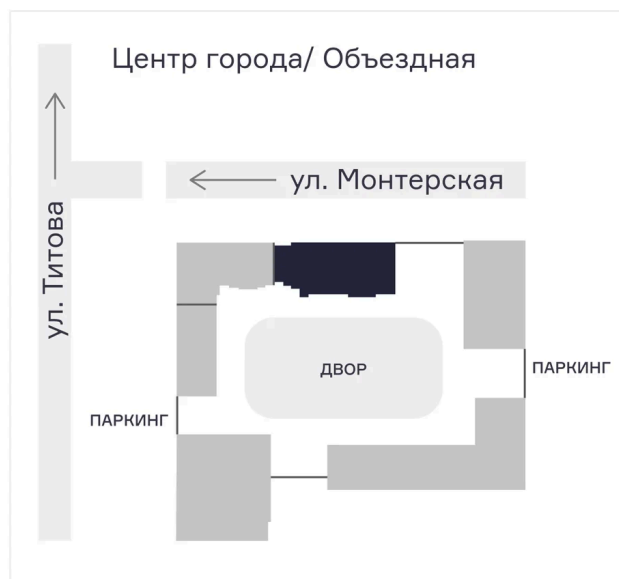 Центр города/ Объездная
ул. Монтерская
ул. Титова
ДВОР
ПАРКИНГ
ПАРКИНГ